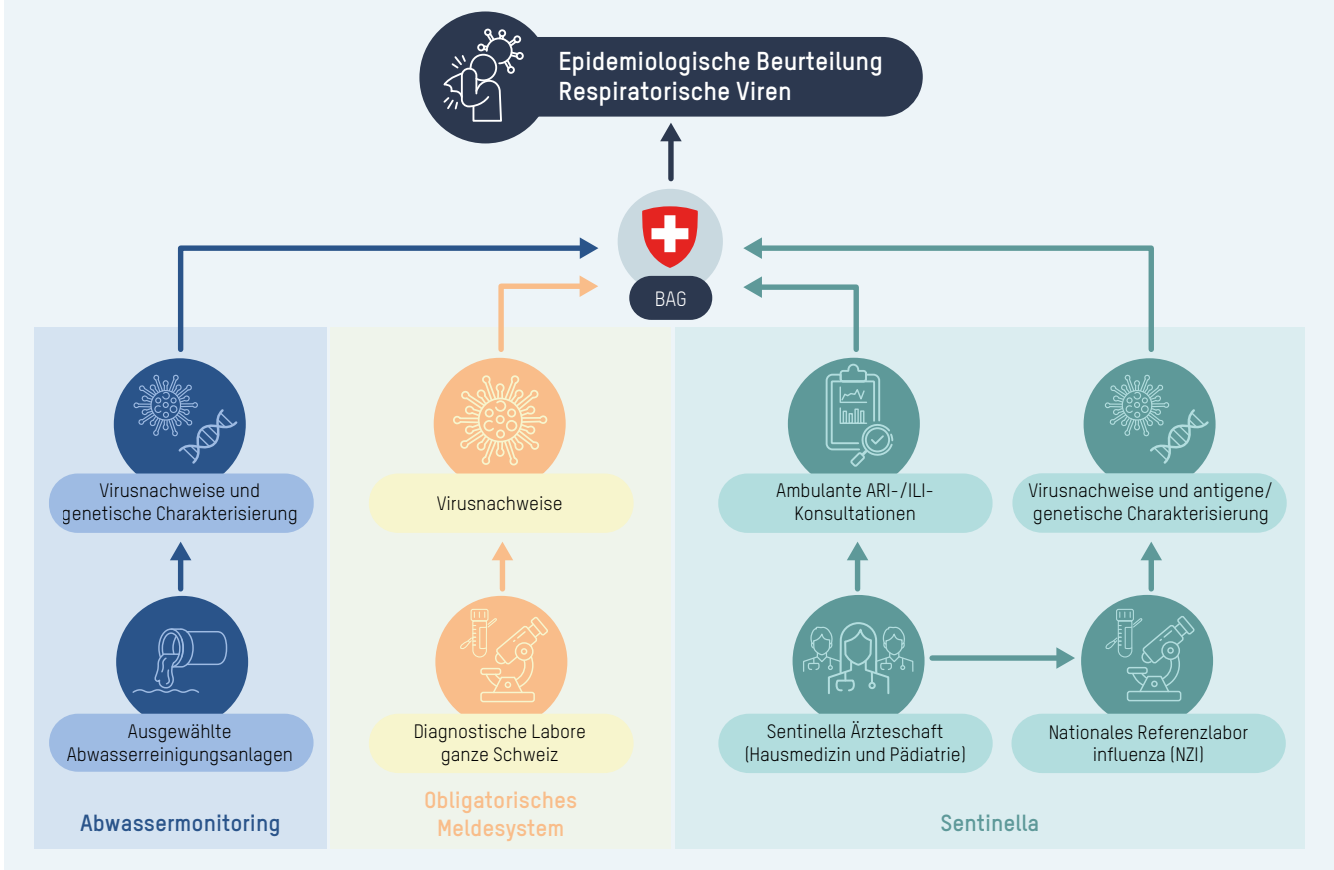 Epidemiologische Beurteilung
Respiratorische Viren
BAG
Virusnachweise und
genetische Charakterisierung
Virusnachweise
Ambulante ARI-/ILI-
Konsultationen
Virusnachweise und antigene/
genetische Charakterisierung
Ausgewählte
Abwasserreinigungsanlagen
Diagnostische Labore
ganze Schweiz
Sentinella Ärzteschaft
(Hausmedizin und Pädiatrie)
Nationales Referenzlabor
influenza (NZI)
Abwassermonitoring
Obligatorisches
Meldesystem
Sentinella